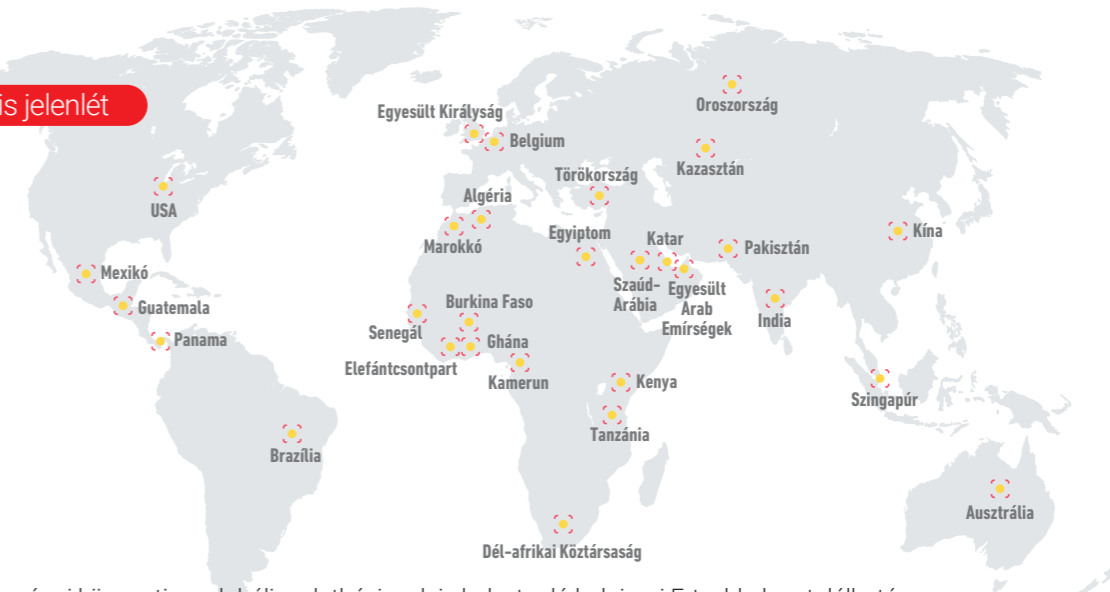 is jelenlét
Oroszország
Egyesült Királyság
Belgium
Kazasztán
Törökország
Algéria
USA
Marokkó
Egyiptom
Katar
Pakisztán
Kína
Mexikó
Szaúd-
Arábia
Egyesült
Arab
Emírségek
Guatemala
Burkina Faso
India
Senegál
Panama
Ghána
Elefántcsontpart
Kamerun
Kenya
Szingapúr
Tanzánia
Brazília
Ausztrália
Dél-afrikai Köztársaság